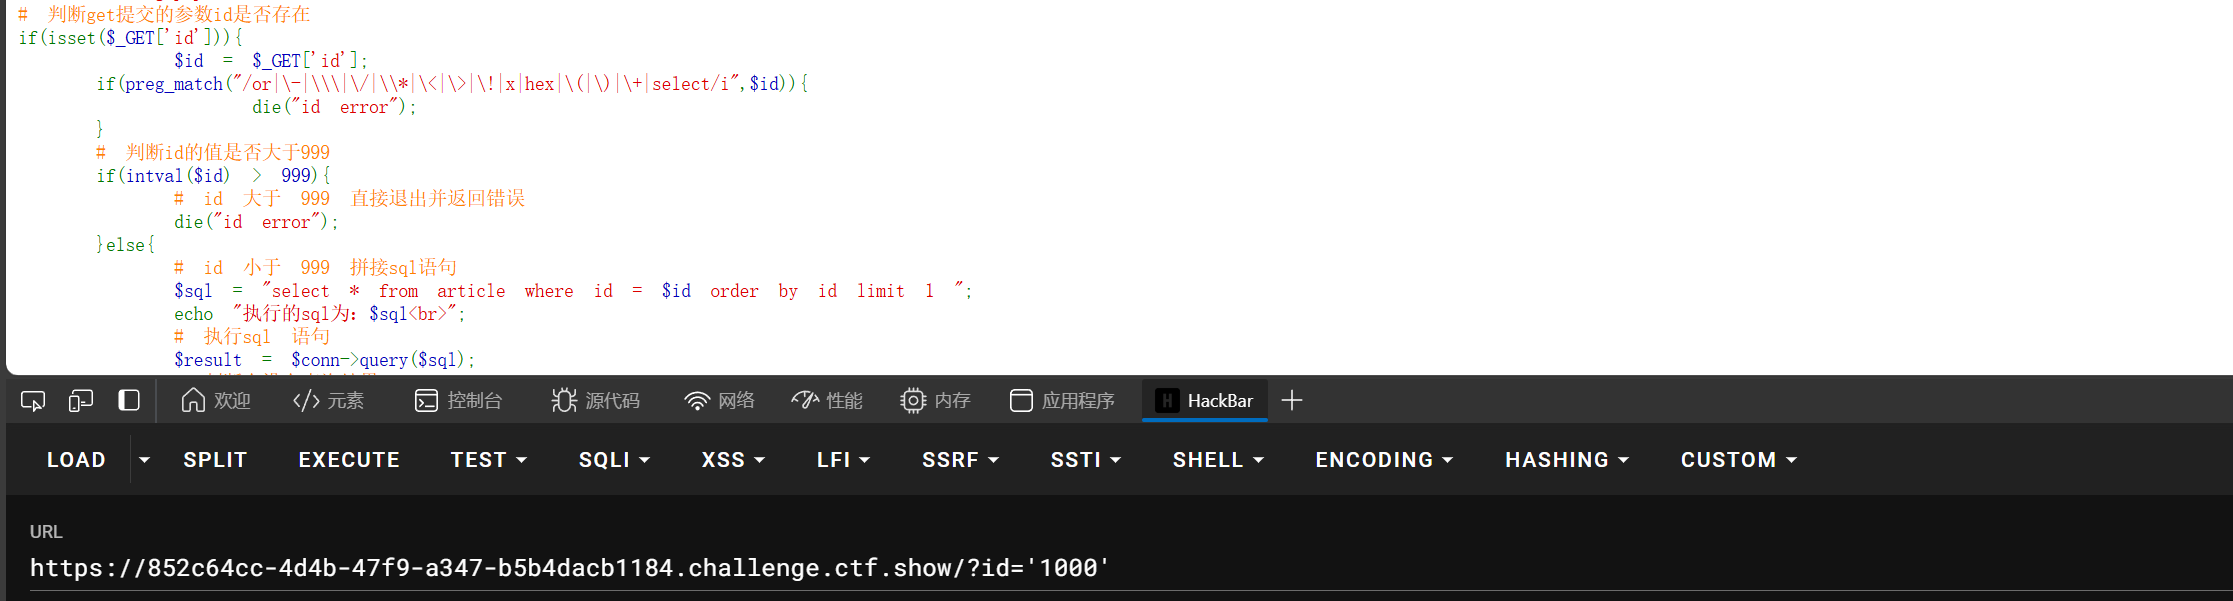 # 判断get提交的参数id是否存在
if(isset($_GET['id'])){
$id = $_GET['id'];
if(preg_match("/or|\-|\\\|\/|\\*|\<|\>|\!|x|hex|\(|\)|\+|select/i",$id)){
die("id error");
}
# 判断id的值是否大于999
if(intval($id) > 999){
# id 大于 999 直接退出并返回错误
die("id error");
}else{
# id 小于 999 拼接sql语句
$sql = "select * from article where id = $id order by id limit 1 ";
echo "执行的sql为：$sql<br>";
# 执行sql 语句
$result = $conn->query($sql);
欢迎 元素 控制台 源代码 网络 性能 内存 应用程序 HackBar
LOAD SPLIT EXECUTE TEST SQLI XSS LFI SSRF SSTI SHELL ENCODING HASHING CUSTOM
URL
https://852c64cc-4d4b-47f9-a347-b5b4dacb1184.challenge.ctf.show/?id='1000'